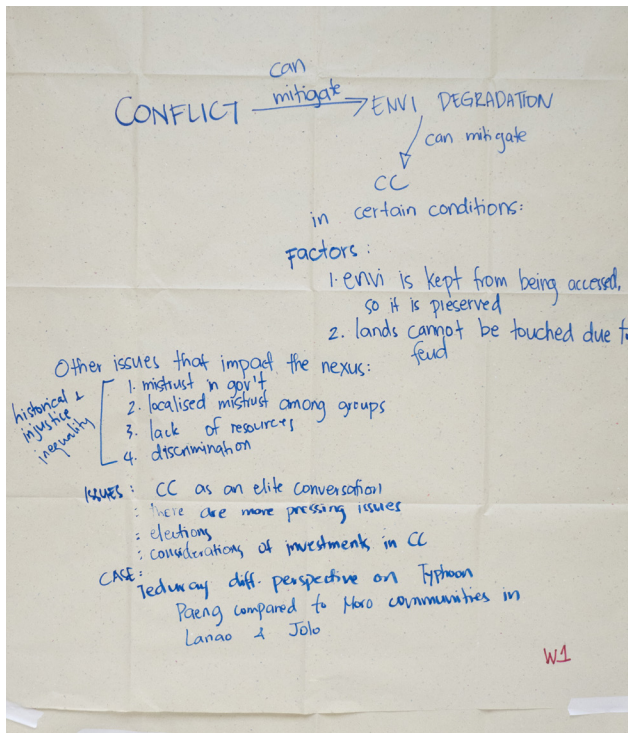 can
mitigate
CONFLICT → ENVI DEGRADATION
can mitigate
CC
in certain conditions:
Factors:
1. envi is kept from being accessed,
so it is preserved
2. lands cannot be touched due to
feud
Other issues that impact the nexus:
historical &
injustice
inequality
1. mistrust in gov't
2. localised mistrust among groups
3. lack of resources
4. discrimination
ISSUES: CC as an elite conversation
: there are more pressing issues
: elections
: considerations of investments in CC
CASE:
Teduray diff. perspective on Typhoon
Paeng compared to Moro communities in
Lanao & Jolo
W1